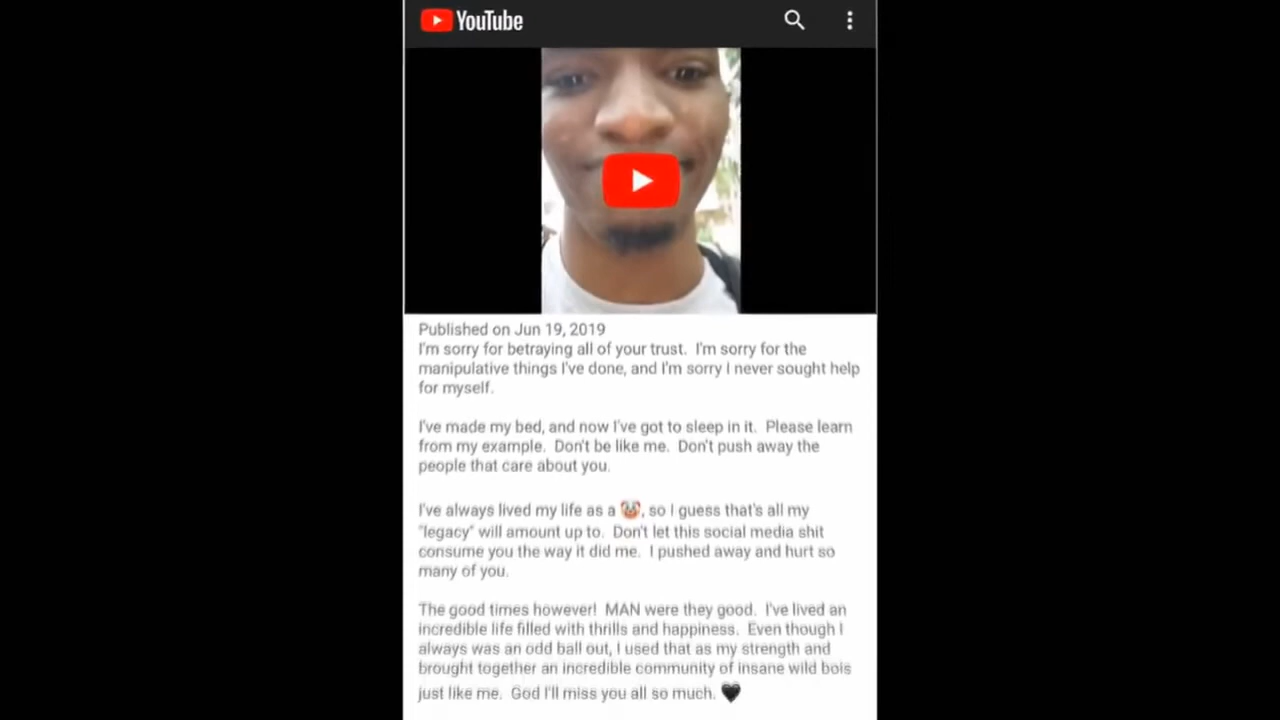 YouTube
Published on Jun 19, 2019
I'm sorry for betraying all of your trust. I'm sorry for the
manipulative things I've done, and I'm sorry I never sought help
for myself.
I've made my bed, and now I've got to sleep in it. Please learn
from my example. Don't be like me. Don't push away the
people that care about you.
I've always lived my life as a 🤡, so I guess that's all my
"legacy" will amount up to. Don't let this social media shit
consume you the way it did me. I pushed away and hurt so
many of you.
The good times however! MAN were they good. I've lived an
incredible life filled with thrills and happiness. Even though I
always was an odd ball out, I used that as my strength and
brought together an incredible community of insane wild bois
just like me. God I'll miss you all so much. 🖤